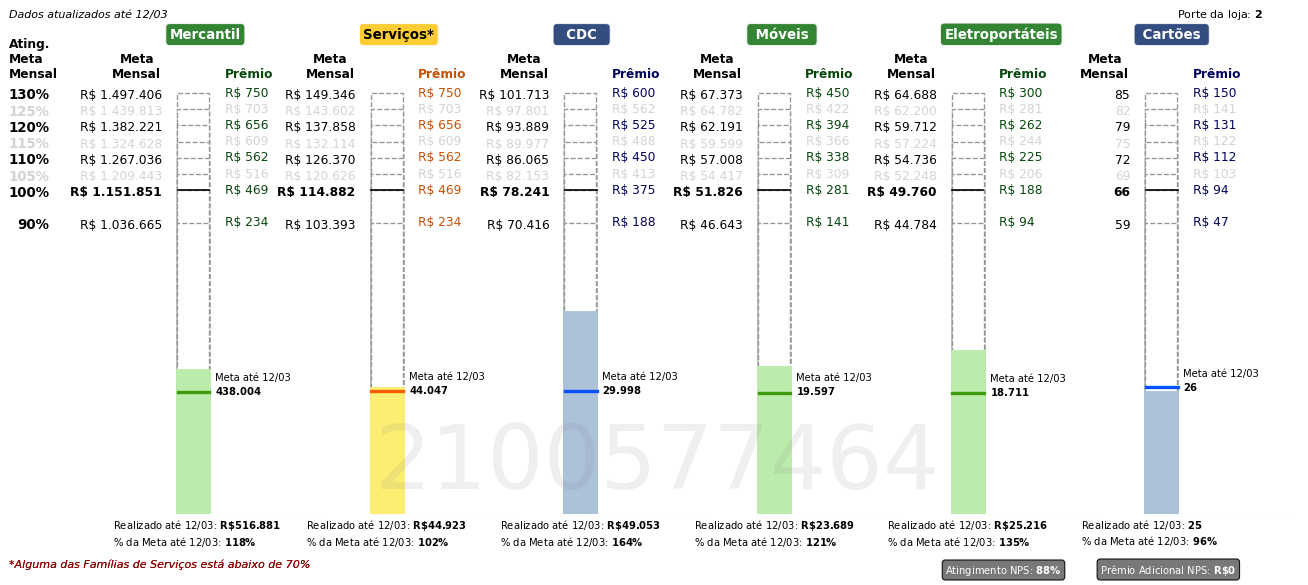 Dados atualizados até 12/03 Porte da loja: 2
Mercantil Serviços* CDC Móveis Eletroportáteis Cartões
Ating. Meta Mensal Meta Mensal Prêmio Meta Mensal Prêmio Meta Mensal Prêmio Meta Mensal Prêmio Meta Mensal Prêmio Meta Mensal Prêmio
130% R$ 1.497.406 R$ 750 R$ 149.346 R$ 750 R$ 101.713 R$ 600 R$ 67.373 R$ 450 R$ 64.688 R$ 300 85 R$ 150
125% R$ 1.439.813 R$ 703 R$ 143.602 R$ 703 R$ 97.801 R$ 562 R$ 64.782 R$ 422 R$ 62.200 R$ 281 82 R$ 141
120% R$ 1.382.221 R$ 656 R$ 137.858 R$ 656 R$ 93.889 R$ 525 R$ 62.191 R$ 394 R$ 59.712 R$ 262 79 R$ 131
115% R$ 1.324.628 R$ 609 R$ 132.114 R$ 609 R$ 89.977 R$ 488 R$ 59.599 R$ 366 R$ 57.224 R$ 244 75 R$ 122
110% R$ 1.267.036 R$ 562 R$ 126.370 R$ 562 R$ 86.065 R$ 450 R$ 57.008 R$ 338 R$ 54.736 R$ 225 72 R$ 112
105% R$ 1.209.443 R$ 516 R$ 120.626 R$ 516 R$ 82.153 R$ 413 R$ 54.417 R$ 309 R$ 52.248 R$ 206 69 R$ 103
100% R$ 1.151.851 R$ 469 R$ 114.882 R$ 469 R$ 78.241 R$ 375 R$ 51.826 R$ 281 R$ 49.760 R$ 188 66 R$ 94
90% R$ 1.036.665 R$ 234 R$ 103.393 R$ 234 R$ 70.416 R$ 188 R$ 46.643 R$ 141 R$ 44.784 R$ 94 59 R$ 47
Meta até 12/03 Meta até 12/03 Meta até 12/03 Meta até 12/03 Meta até 12/03 Meta até 12/03
438.004 44.047 29.998 19.597 18.711 26
2100577464
Realizado até 12/03: R$516.881 Realizado até 12/03: R$44.923 Realizado até 12/03: R$49.053 Realizado até 12/03: R$23.689 Realizado até 12/03: R$25.216 Realizado até 12/03: 25
% da Meta até 12/03: 118% % da Meta até 12/03: 102% % da Meta até 12/03: 164% % da Meta até 12/03: 121% % da Meta até 12/03: 135% % da Meta até 12/03: 96%
*Alguma das Famílias de Serviços está abaixo de 70% Atingimento NPS: 88% Prêmio Adicional NPS: R$0